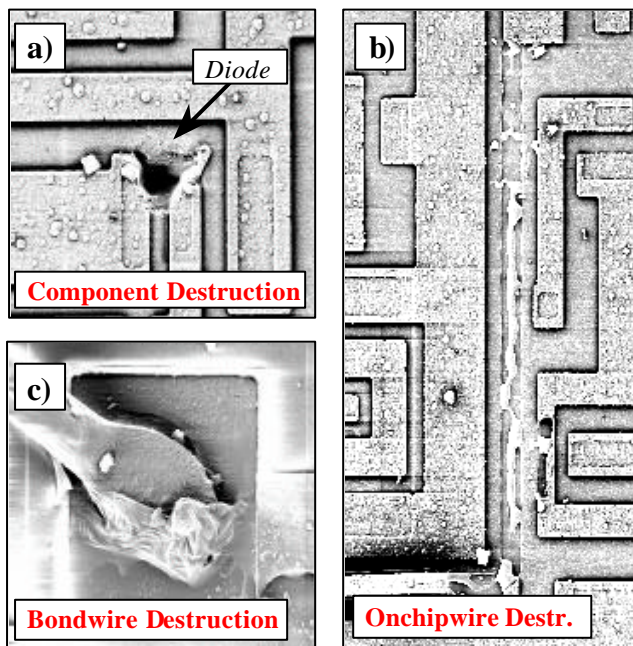 a)
Diode
Component Destruction
b)
Onchipwire Destr.
c)
Bondwire Destruction